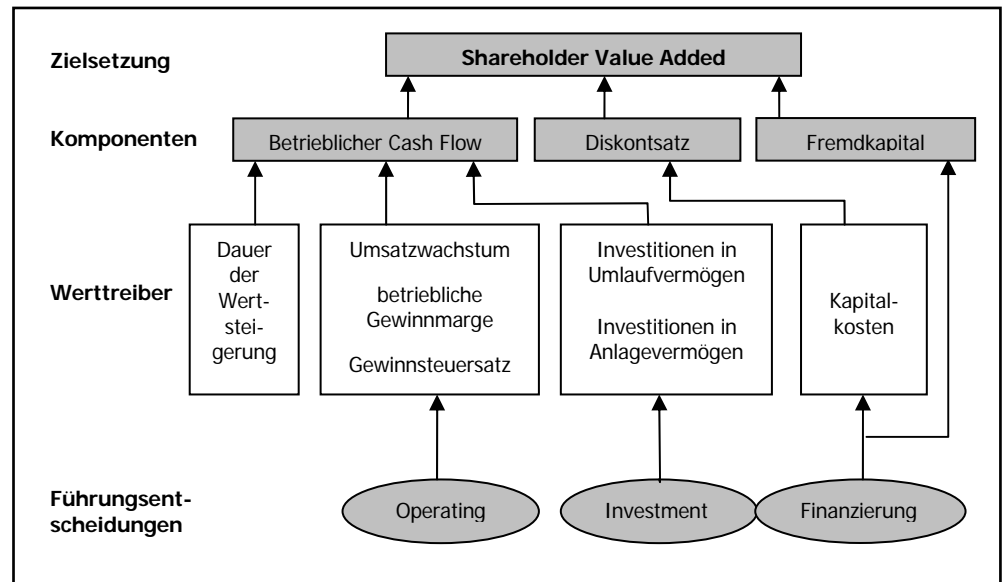 Zielsetzung
Shareholder Value Added
Komponenten
Betrieblicher Cash Flow
Diskontsatz
Fremdkapital
Werttreiber
Dauer
der
Wert-
stei-
gerung
Umsatzwachstum
betriebliche
Gewinnmarge
Gewinnsteuersatz
Investitionen in
Umlaufvermögen
Investitionen in
Anlagevermögen
Kapital-
kosten
Führungsent-
scheidungen
Operating
Investment
Finanzierung